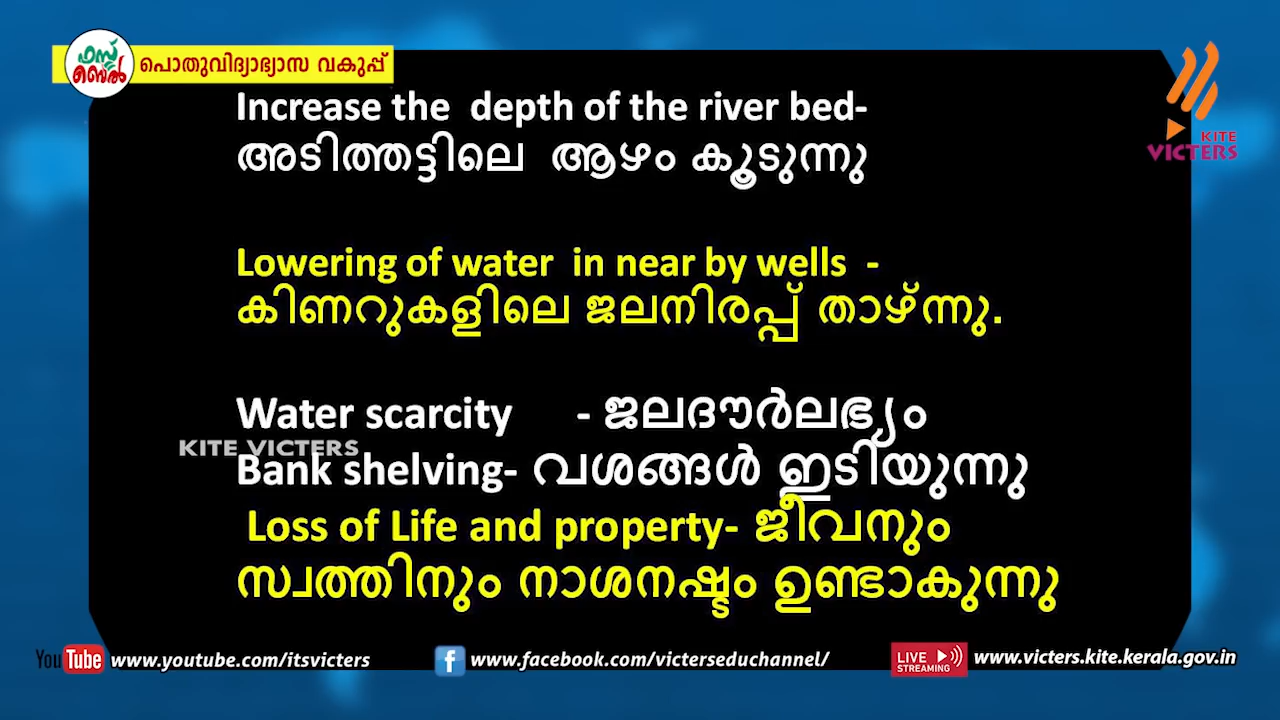 ഫസ്റ്റ്
ബെൽ
പൊതുവിദ്യാഭ്യാസ വകുപ്പ്
KITE
VICTERS
Increase the depth of the river bed-
അടിത്തട്ടിലെ ആഴം കൂടുന്നു
Lowering of water in near by wells -
കിണറുകളിലെ ജലനിരപ്പ് താഴ്ന്നു.
Water scarcity - ജലദൗർലഭ്യം
KITE VICTERS
Bank shelving- വശങ്ങൾ ഇടിയുന്നു
Loss of Life and property- ജീവനും
സ്വത്തിനും നാശനഷ്ടം ഉണ്ടാകുന്നു
YouTube www.youtube.com/itsvicters
f www.facebook.com/victerseduchannel/
LIVE
STREAMING
www.victers.kite.kerala.gov.in